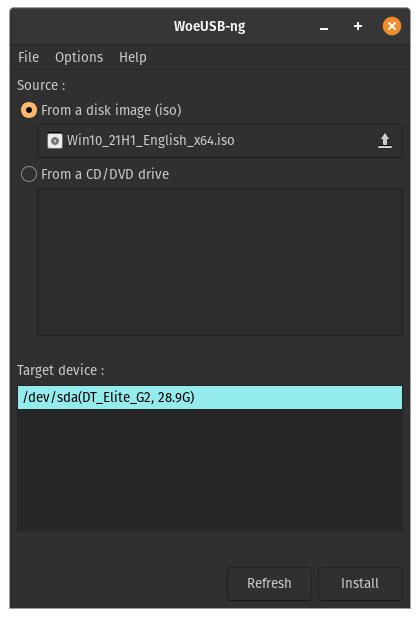 WoeUSB-ng
File Options Help
Source :
From a disk image (iso)
Win10_21H1_English_x64.iso
From a CD/DVD drive
Target device :
/dev/sda(DT_Elite_G2, 28.9G)
Refresh Install